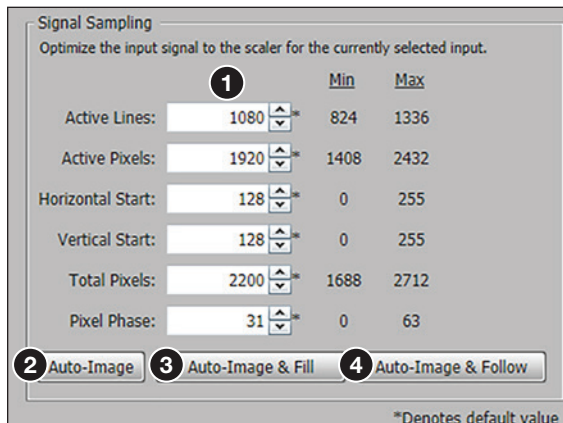 Signal Sampling
Optimize the input signal to the scaler for the currently selected input.
1 Min Max
Active Lines: 1080 * 824 1336
Active Pixels: 1920 * 1408 2432
Horizontal Start: 128 * 0 255
Vertical Start: 128 * 0 255
Total Pixels: 2200 * 1688 2712
Pixel Phase: 31 * 0 63
2 Auto-Image 3 Auto-Image & Fill 4 Auto-Image & Follow
*Denotes default value